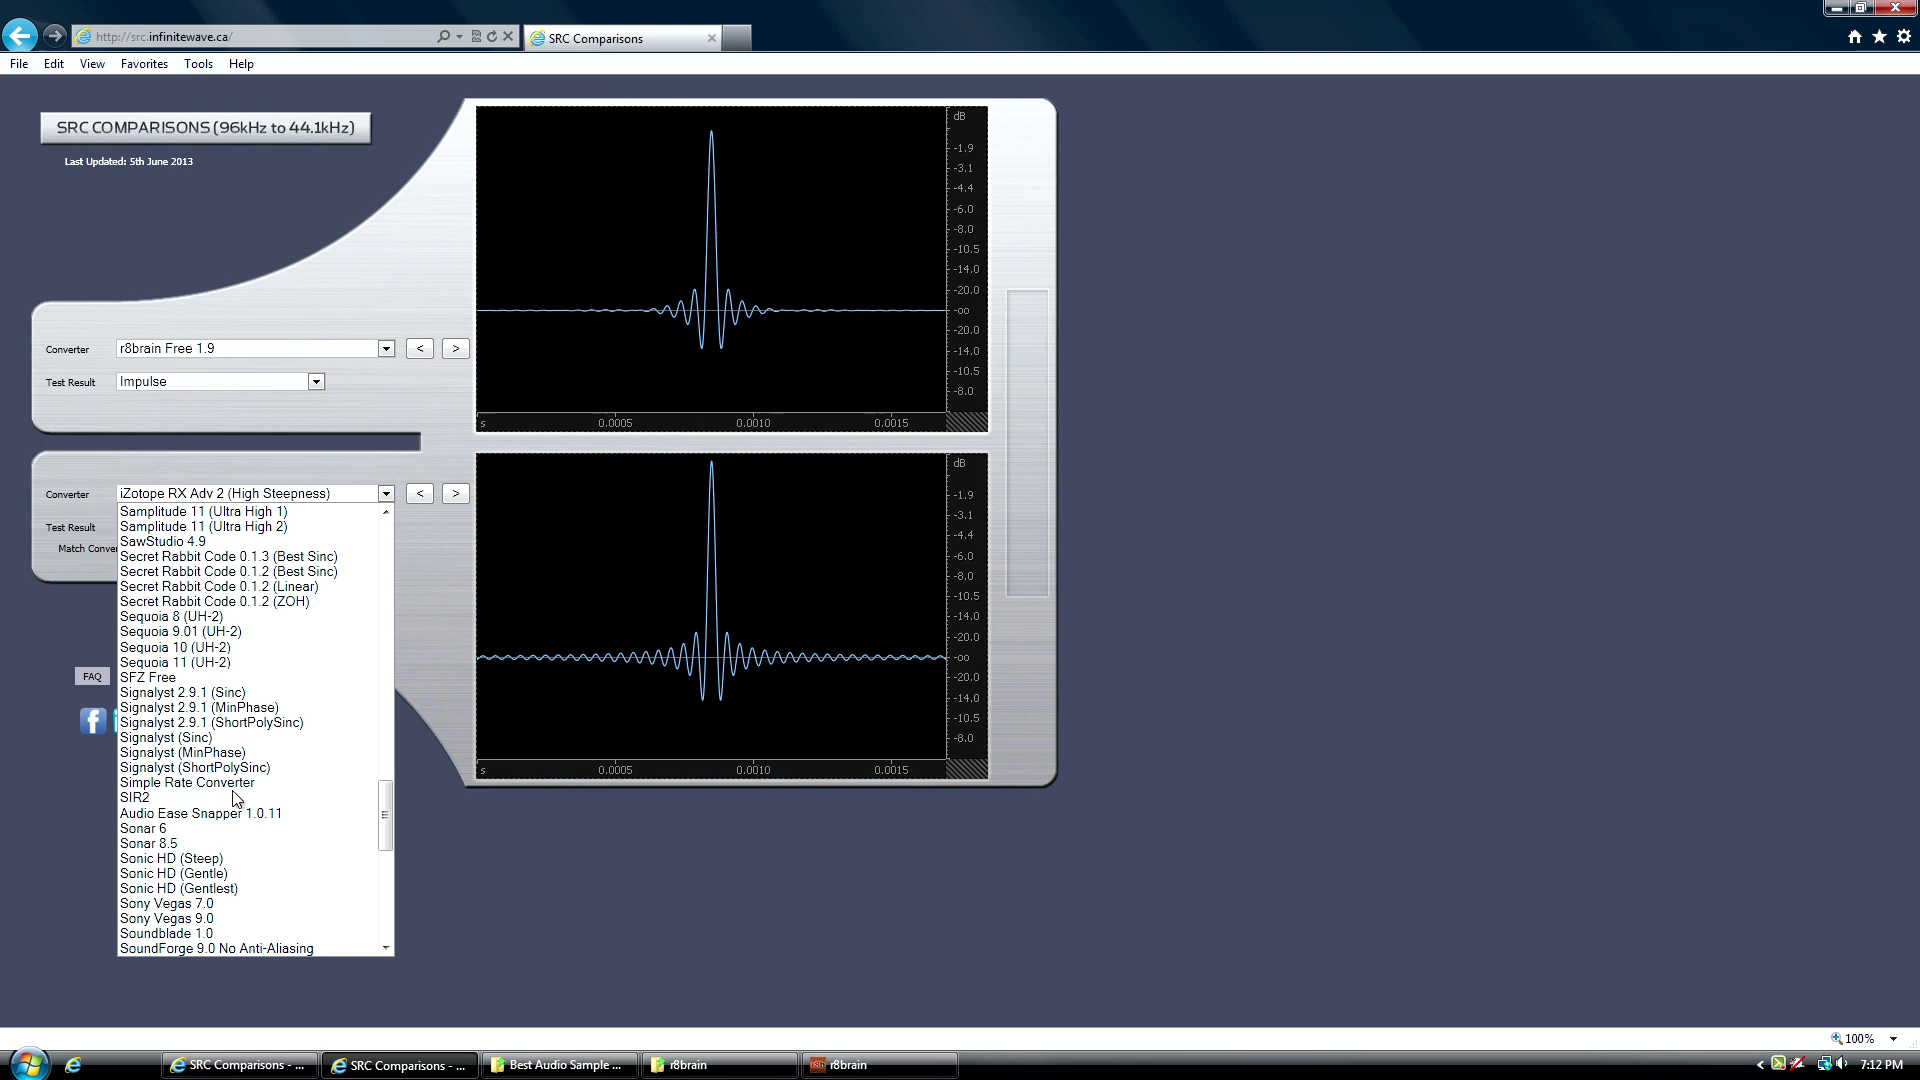 http://src.infinitewave.ca/
SRC Comparisons
File Edit View Favorites Tools Help
SRC COMPARISONS (96kHz to 44.1kHz)
Last Updated: 5th June 2013
Converter
r8brain Free 1.9
<
>
Test Result
Impulse
dB
-1.9
-3.1
-4.4
-6.0
-8.0
-10.5
-14.0
-20.0
-oo
-20.0
-14.0
-10.5
-8.0
s 0.0005 0.0010 0.0015
Converter
iZotope RX Adv 2 (High Steepness)
<
>
Test Result
Match Conver
Samplitude 11 (Ultra High 1)
Samplitude 11 (Ultra High 2)
SawStudio 4.9
Secret Rabbit Code 0.1.3 (Best Sinc)
Secret Rabbit Code 0.1.2 (Best Sinc)
Secret Rabbit Code 0.1.2 (Linear)
Secret Rabbit Code 0.1.2 (ZOH)
Sequoia 8 (UH-2)
Sequoia 9.01 (UH-2)
Sequoia 10 (UH-2)
Sequoia 11 (UH-2)
SFZ Free
Signalyst 2.9.1 (Sinc)
Signalyst 2.9.1 (MinPhase)
Signalyst 2.9.1 (ShortPolySinc)
Signalyst (Sinc)
Signalyst (MinPhase)
Signalyst (ShortPolySinc)
Simple Rate Converter
SIR2
Audio Ease Snapper 1.0.11
Sonar 6
Sonar 8.5
Sonic HD (Steep)
Sonic HD (Gentle)
Sonic HD (Gentlest)
Sony Vegas 7.0
Sony Vegas 9.0
Soundblade 1.0
SoundForge 9.0 No Anti-Aliasing
FAQ
f
dB
-1.9
-3.1
-4.4
-6.0
-8.0
-10.5
-14.0
-20.0
-oo
-20.0
-14.0
-10.5
-8.0
s 0.0005 0.0010 0.0015
100%
SRC Comparisons - ...
SRC Comparisons - ...
Best Audio Sample ...
r8brain
r8brain
7:12 PM